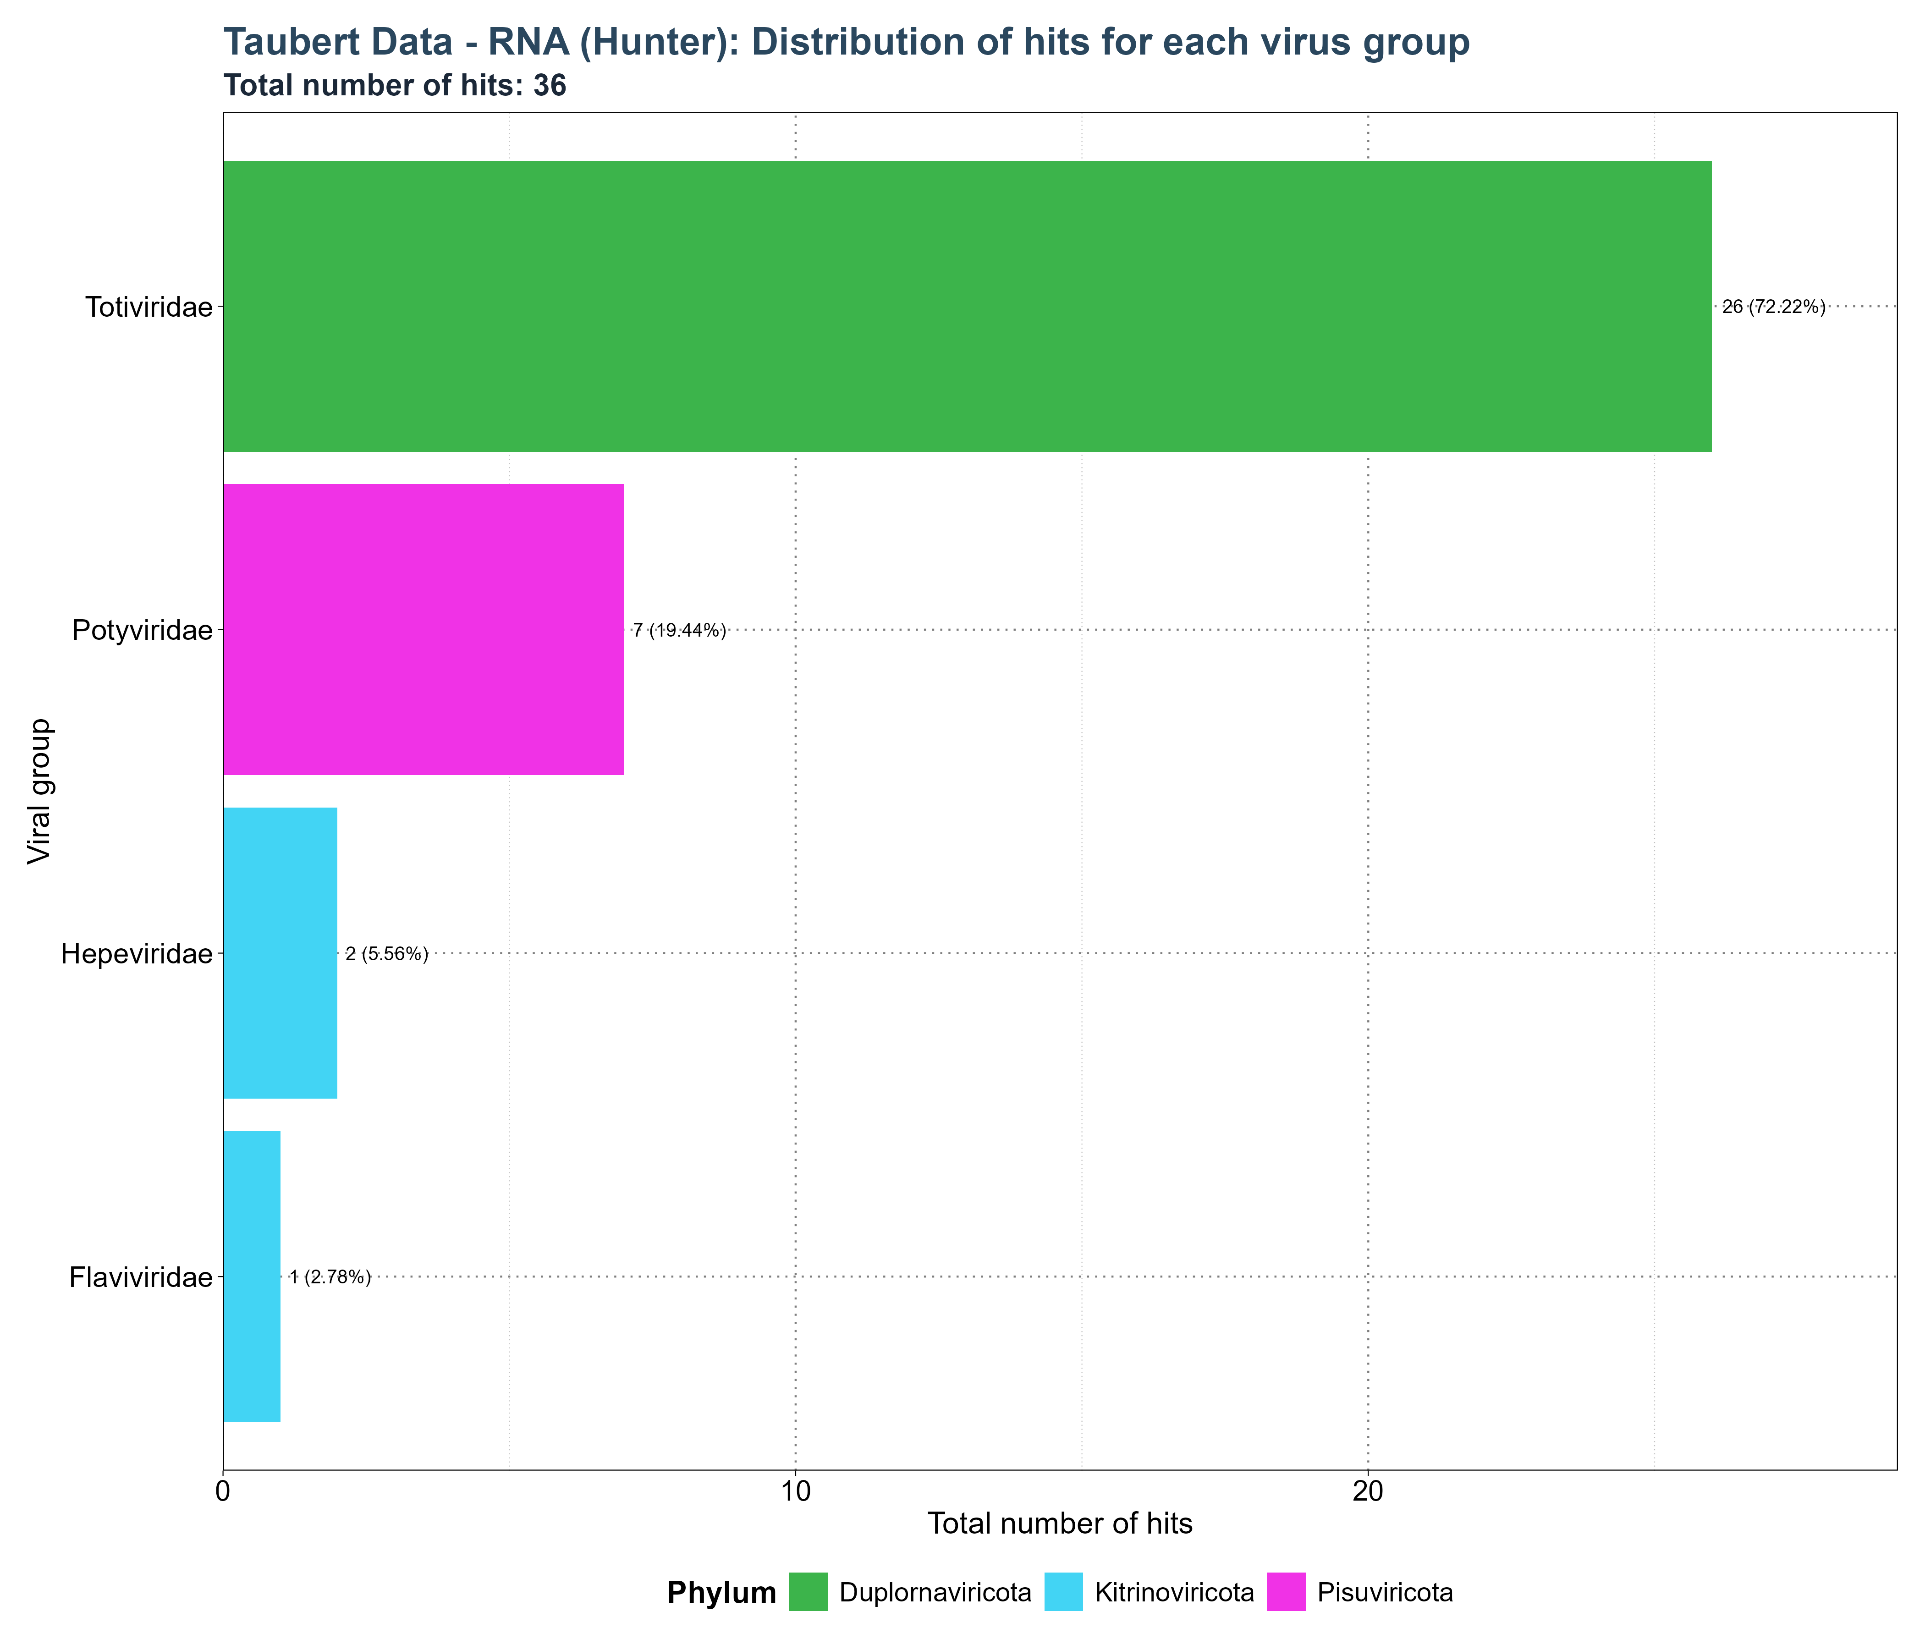 Taubert Data - RNA (Hunter): Distribution of hits for each virus group
Total number of hits: 36
Viral group
Totiviridae
26 (72.22%)
Potyviridae
7 (19.44%)
Hepeviridae
2 (5.56%)
Flaviviridae
1 (2.78%)
0 10 20
Total number of hits
Phylum Duplornaviricota Kitrinoviricota Pisuviricota